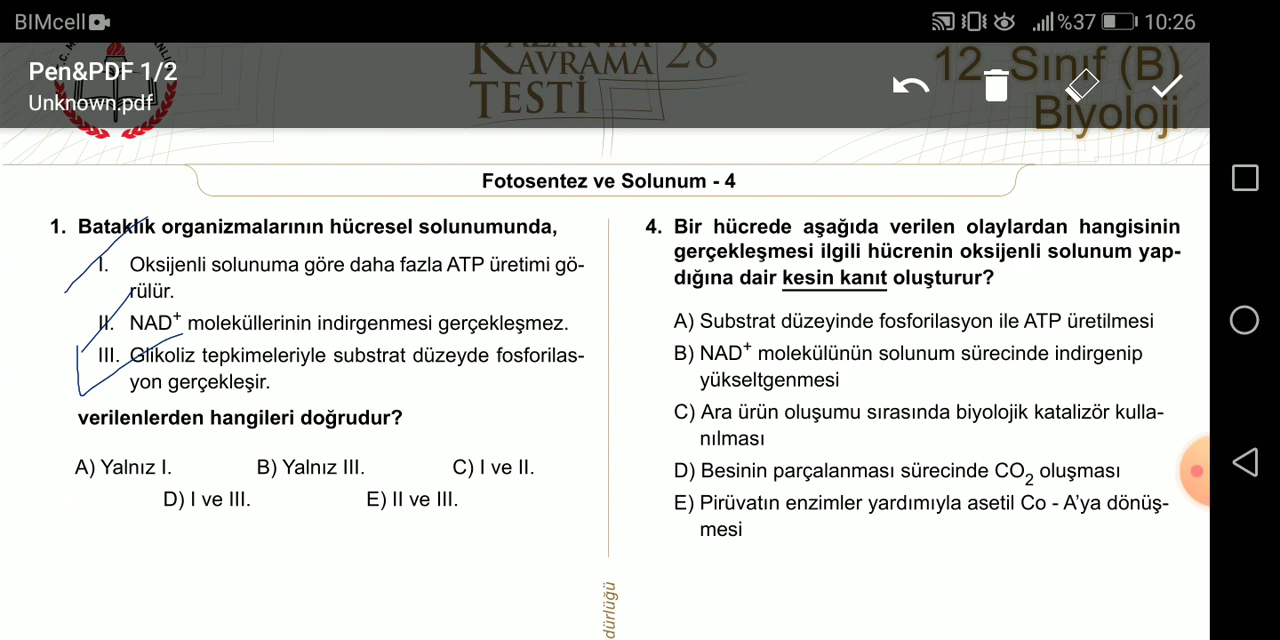 BIMcell
%37 10:26
Pen&PDF 1/2
Unknown.pdf
KAZANIM
KAVRAMA
TESTİ
28
12. Sınıf (B)
Biyoloji
Fotosentez ve Solunum - 4
1. Bataklık organizmalarının hücresel solunumunda,
I. Oksijenli solunuma göre daha fazla ATP üretimi gö-
rülür.
II. NAD+ moleküllerinin indirgenmesi gerçekleşmez.
III. Glikoliz tepkimeleriyle substrat düzeyde fosforilas-
yon gerçekleşir.
verilenlerden hangileri doğrudur?
A) Yalnız I. B) Yalnız III. C) I ve II.
D) I ve III. E) II ve III.
4. Bir hücrede aşağıda verilen olaylardan hangisinin
gerçekleşmesi ilgili hücrenin oksijenli solunum yap-
dığına dair kesin kanıt oluşturur?
A) Substrat düzeyinde fosforilasyon ile ATP üretilmesi
B) NAD+ molekülünün solunum sürecinde indirgenip
yükseltgenmesi
C) Ara ürün oluşumu sırasında biyolojik katalizör kulla-
nılması
D) Besinin parçalanması sürecinde CO2 oluşması
E) Pirüvatın enzimler yardımıyla asetil Co - A'ya dönüş-
mesi
dürlüğü